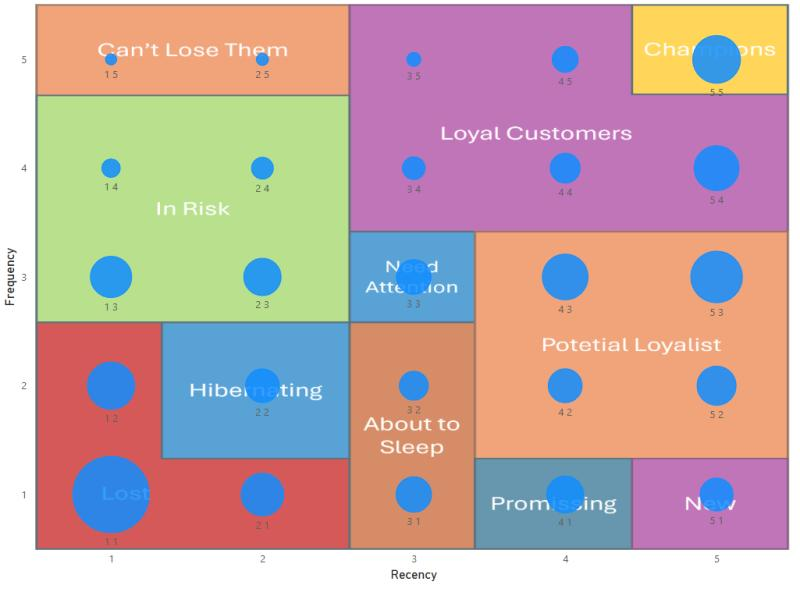 Can't Lose Them
Champions
5
1 5
2 5
3 5
4 5
5 5
Loyal Customers
4
1 4
2 4
3 4
4 4
5 4
In Risk
Need
Attention
3
1 3
2 3
3 3
4 3
5 3
Potetial Loyalist
Hibernating
2
1 2
2 2
3 2
4 2
5 2
About to
Sleep
Lost
Promissing
New
1
1 1
2 1
3 1
4 1
5 1
1
2
3
4
5
Frequency
Recency